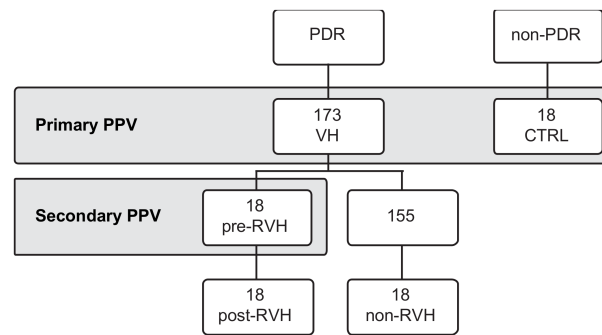 PDR
non-PDR
Primary PPV
173
VH
18
CTRL
Secondary PPV
18
pre-RVH
155
18
post-RVH
18
non-RVH